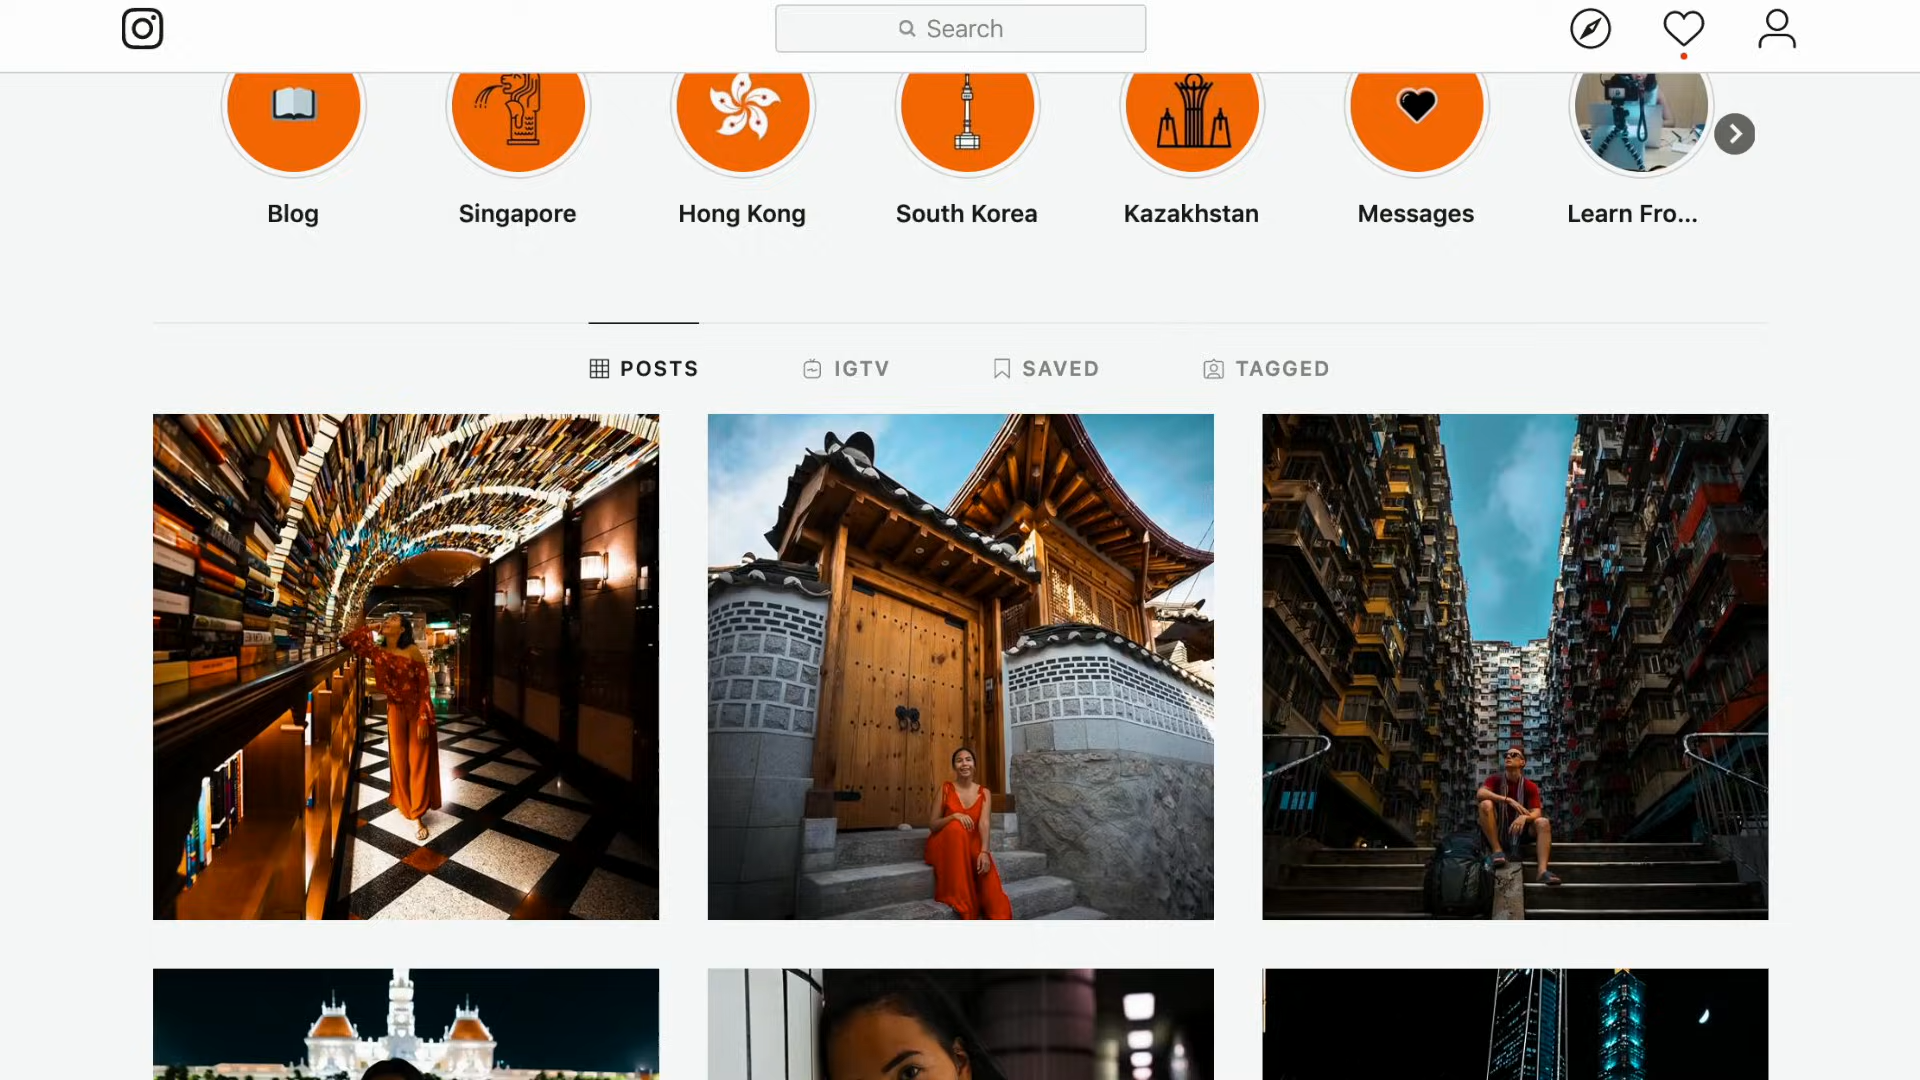 Search
Blog
Singapore
Hong Kong
South Korea
Kazakhstan
Messages
Learn Fro...
POSTS
IGTV
SAVED
TAGGED